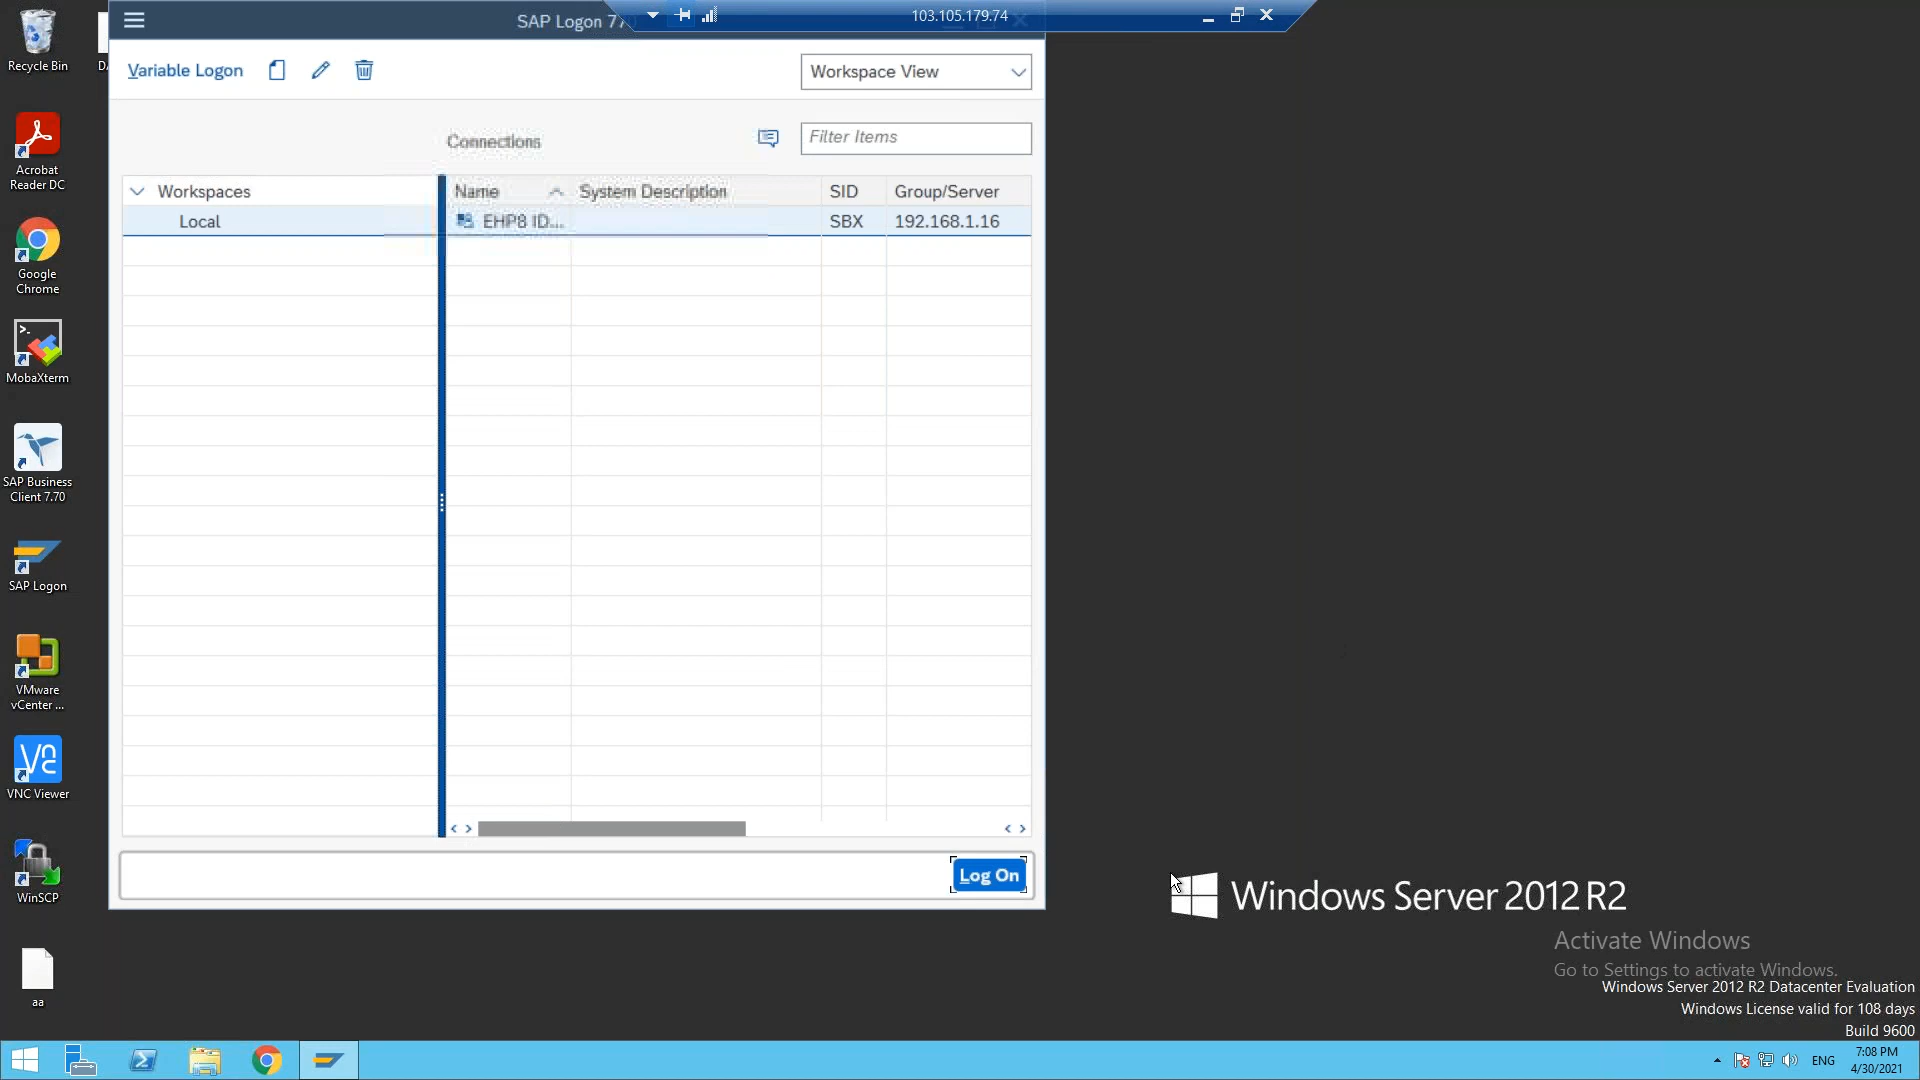 SAP Logon 77
103.105.179.74
Recycle Bin
Variable Logon
Workspace View
Connections
Filter Items
Acrobat
Reader DC
Workspaces
Name
System Description
SID
Group/Server
Local
EHP8 ID...
SBX
192.168.1.16
Google
Chrome
MobaXterm
SAP Business
Client 7.70
SAP Logon
VMware
vCenter ...
VNC Viewer
WinSCP
Log On
Windows Server 2012 R2
Activate Windows
Go to Settings to activate Windows.
Windows Server 2012 R2 Datacenter Evaluation
Windows License valid for 108 days
Build 9600
aa
ENG
7:08 PM
4/30/2021